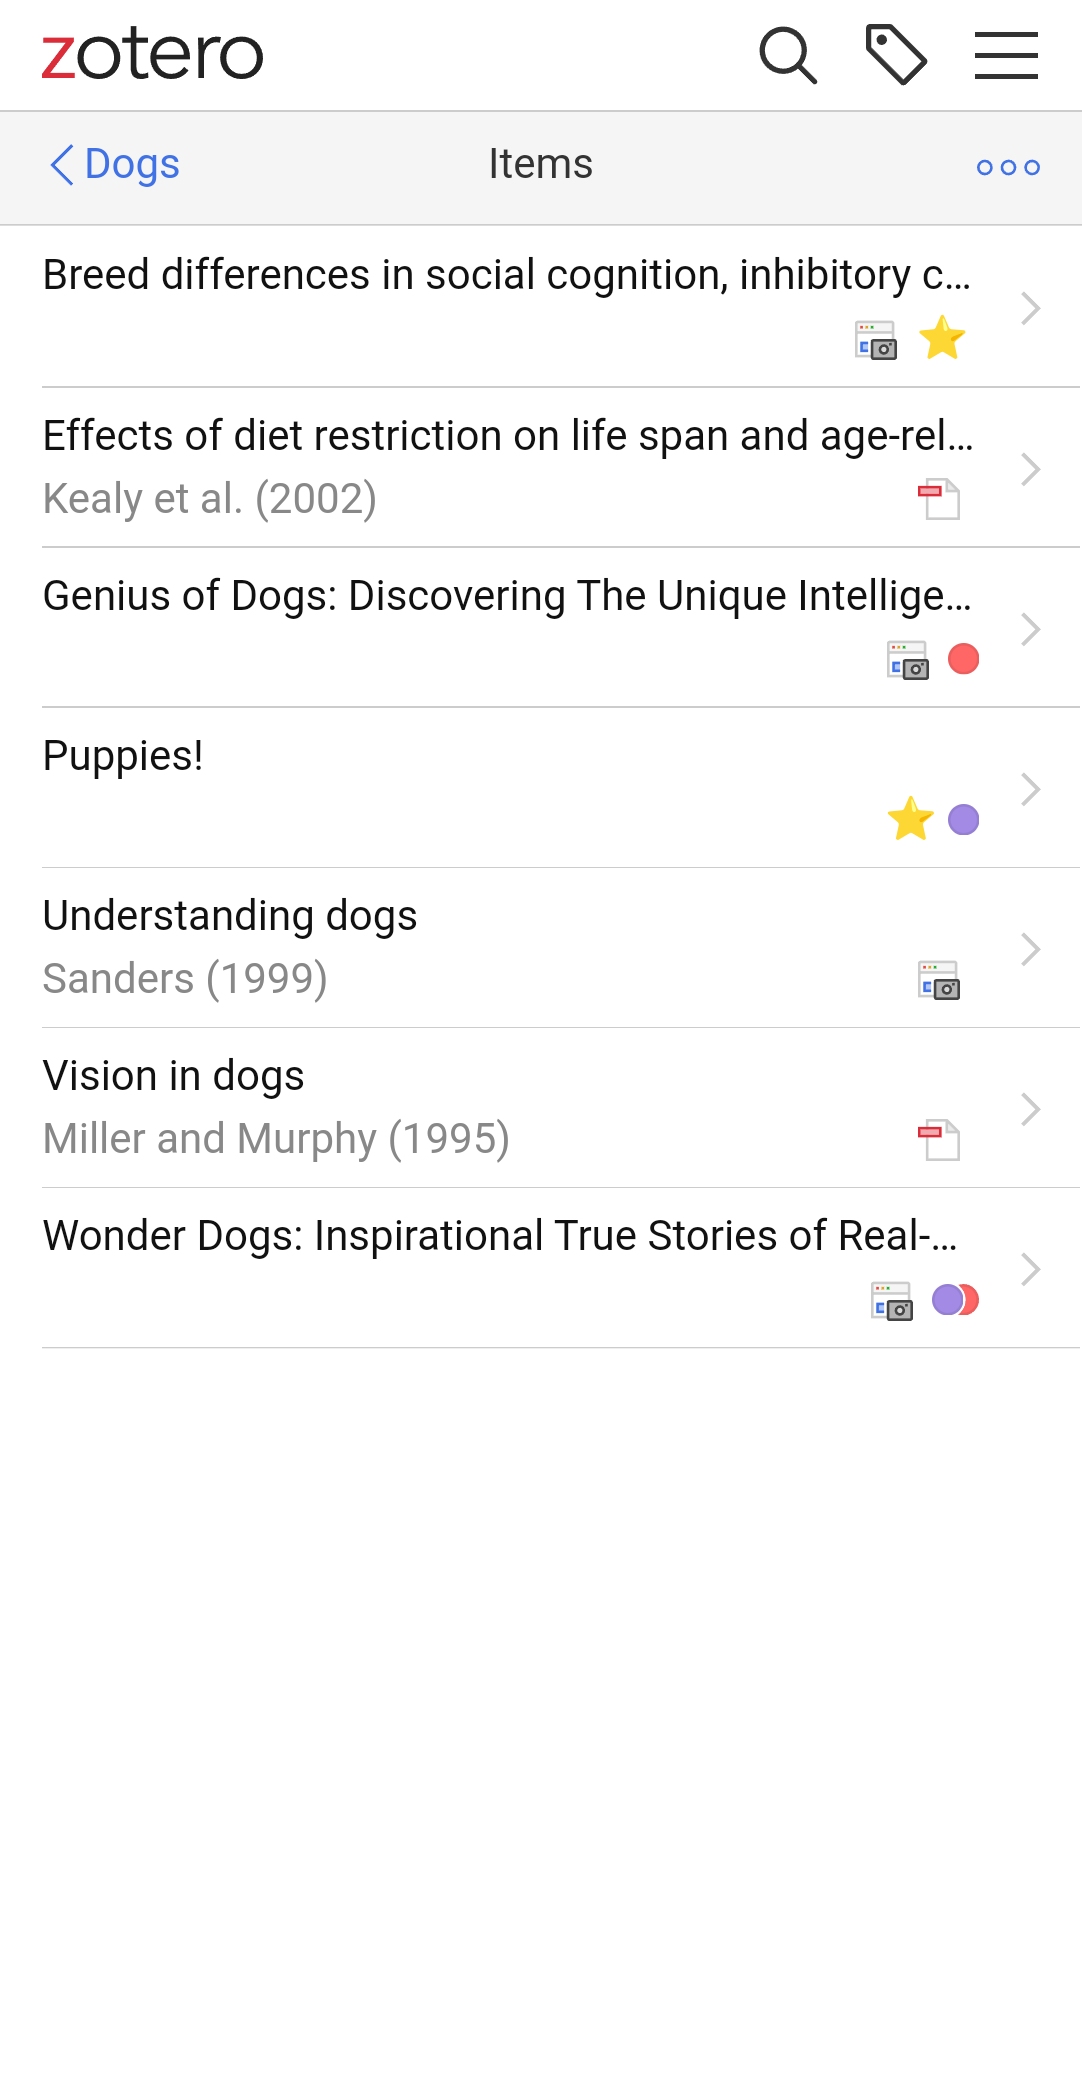 zotero
Dogs
Items
Breed differences in social cognition, inhibitory c...
Effects of diet restriction on life span and age-rel...
Kealy et al. (2002)
Genius of Dogs: Discovering The Unique Intellige...
Puppies!
Understanding dogs
Sanders (1999)
Vision in dogs
Miller and Murphy (1995)
Wonder Dogs: Inspirational True Stories of Real-...